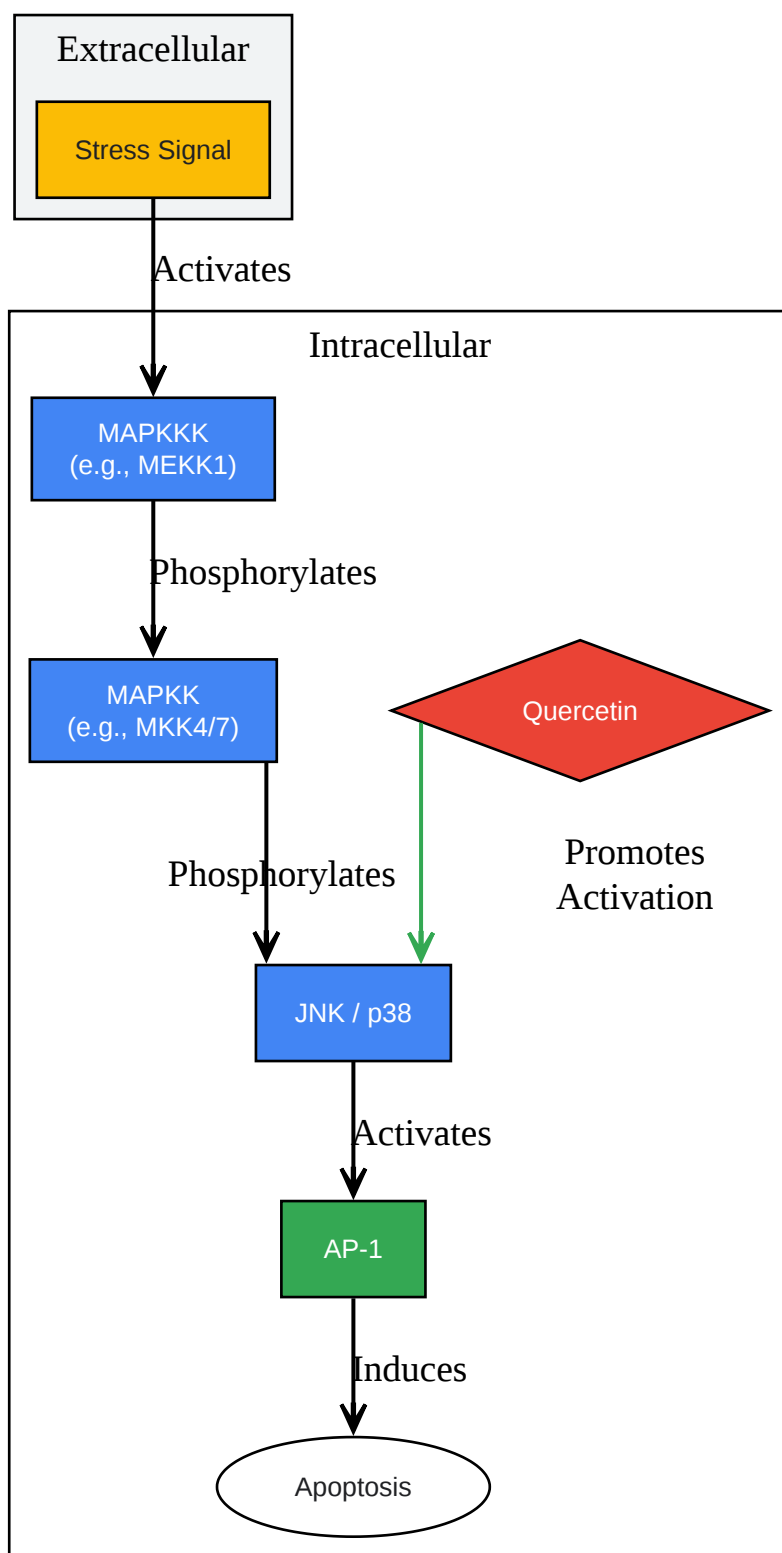 Extracellular
Stress Signal
Activates
Intracellular
MAPKKK
(e.g., MEKK1)
Phosphorylates
MAPKK
(e.g., MKK4/7)
Quercetin
Phosphorylates
Promotes
Activation
JNK / p38
Activates
AP-1
Induces
Apoptosis